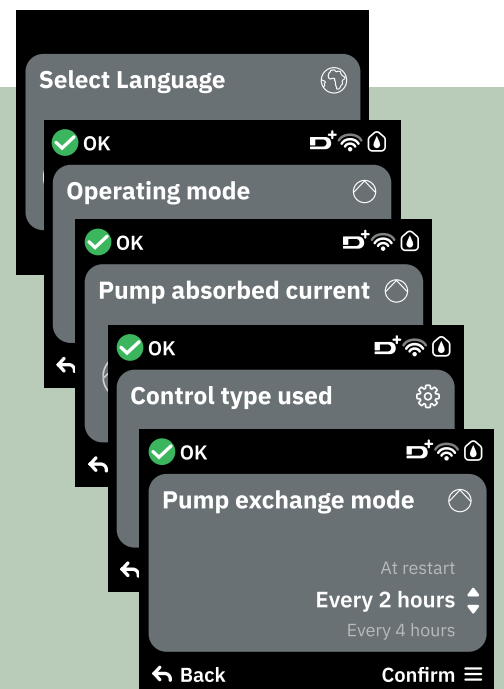 Select Language
OK
D+
Operating mode
OK
D+
Pump absorbed current
OK
D+
Control type used
OK
D+
Pump exchange mode
At restart
Every 2 hours
Every 4 hours
Back
Confirm